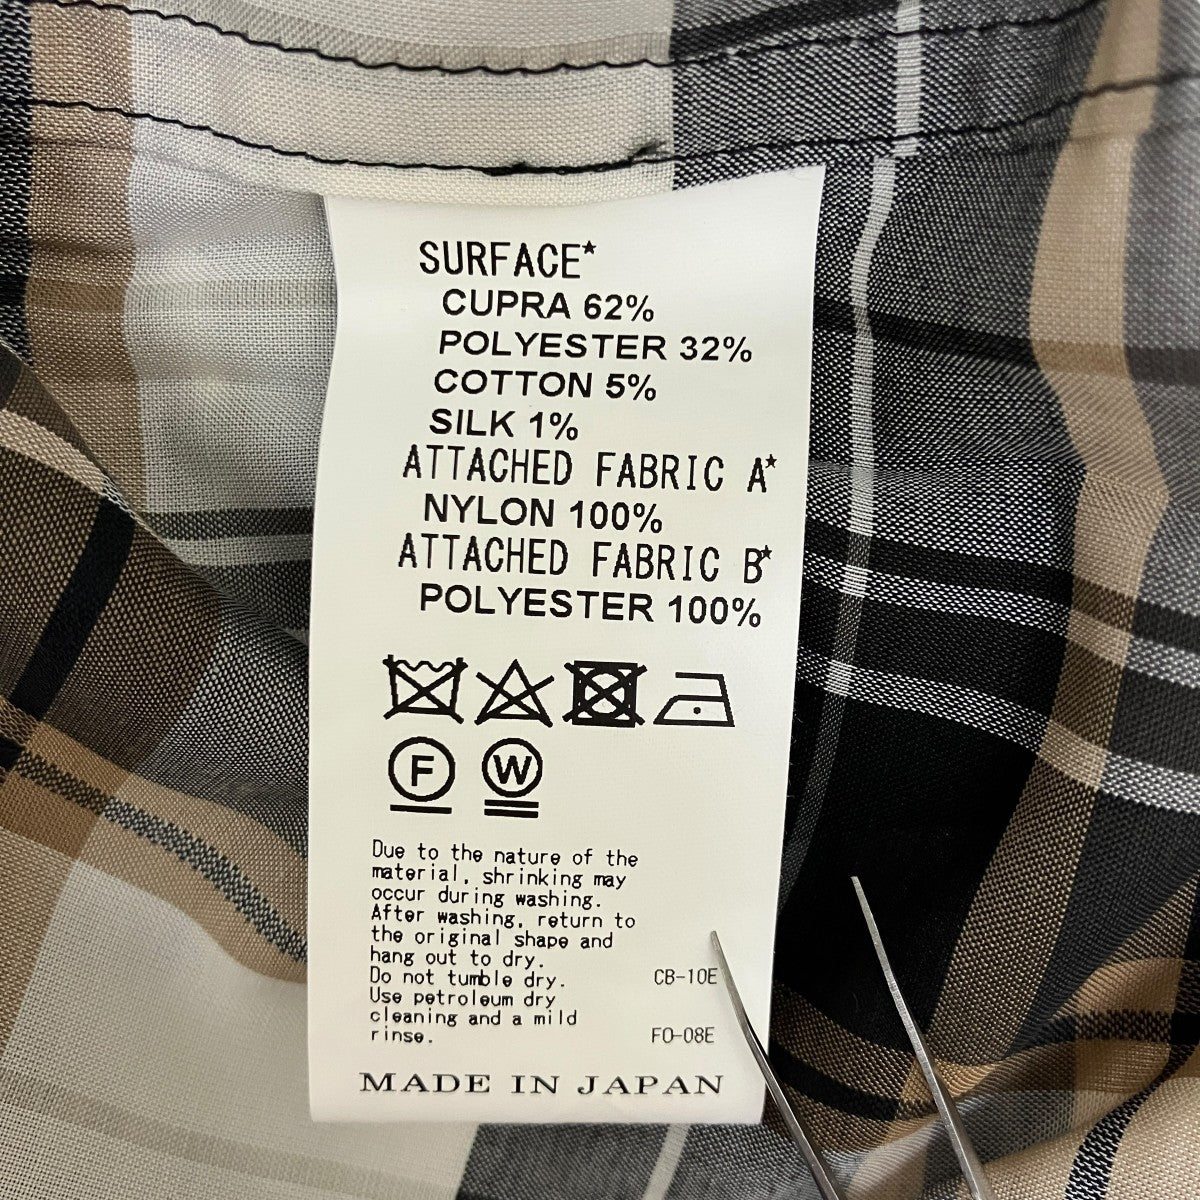 SURFACE*
CUPRA 62%
POLYESTER 32%
COTTON 5%
SILK 1%
ATTACHED FABRIC A*
NYLON 100%
ATTACHED FABRIC B*
POLYESTER 100%
F W
Due to the nature of the
material, shrinking may
occur during washing.
After washing, return to
the original shape and
hang out to dry.
Do not tumble dry. CB-10E
Use petroleum dry
cleaning and a mild
rinse. FO-08E
MADE IN JAPAN